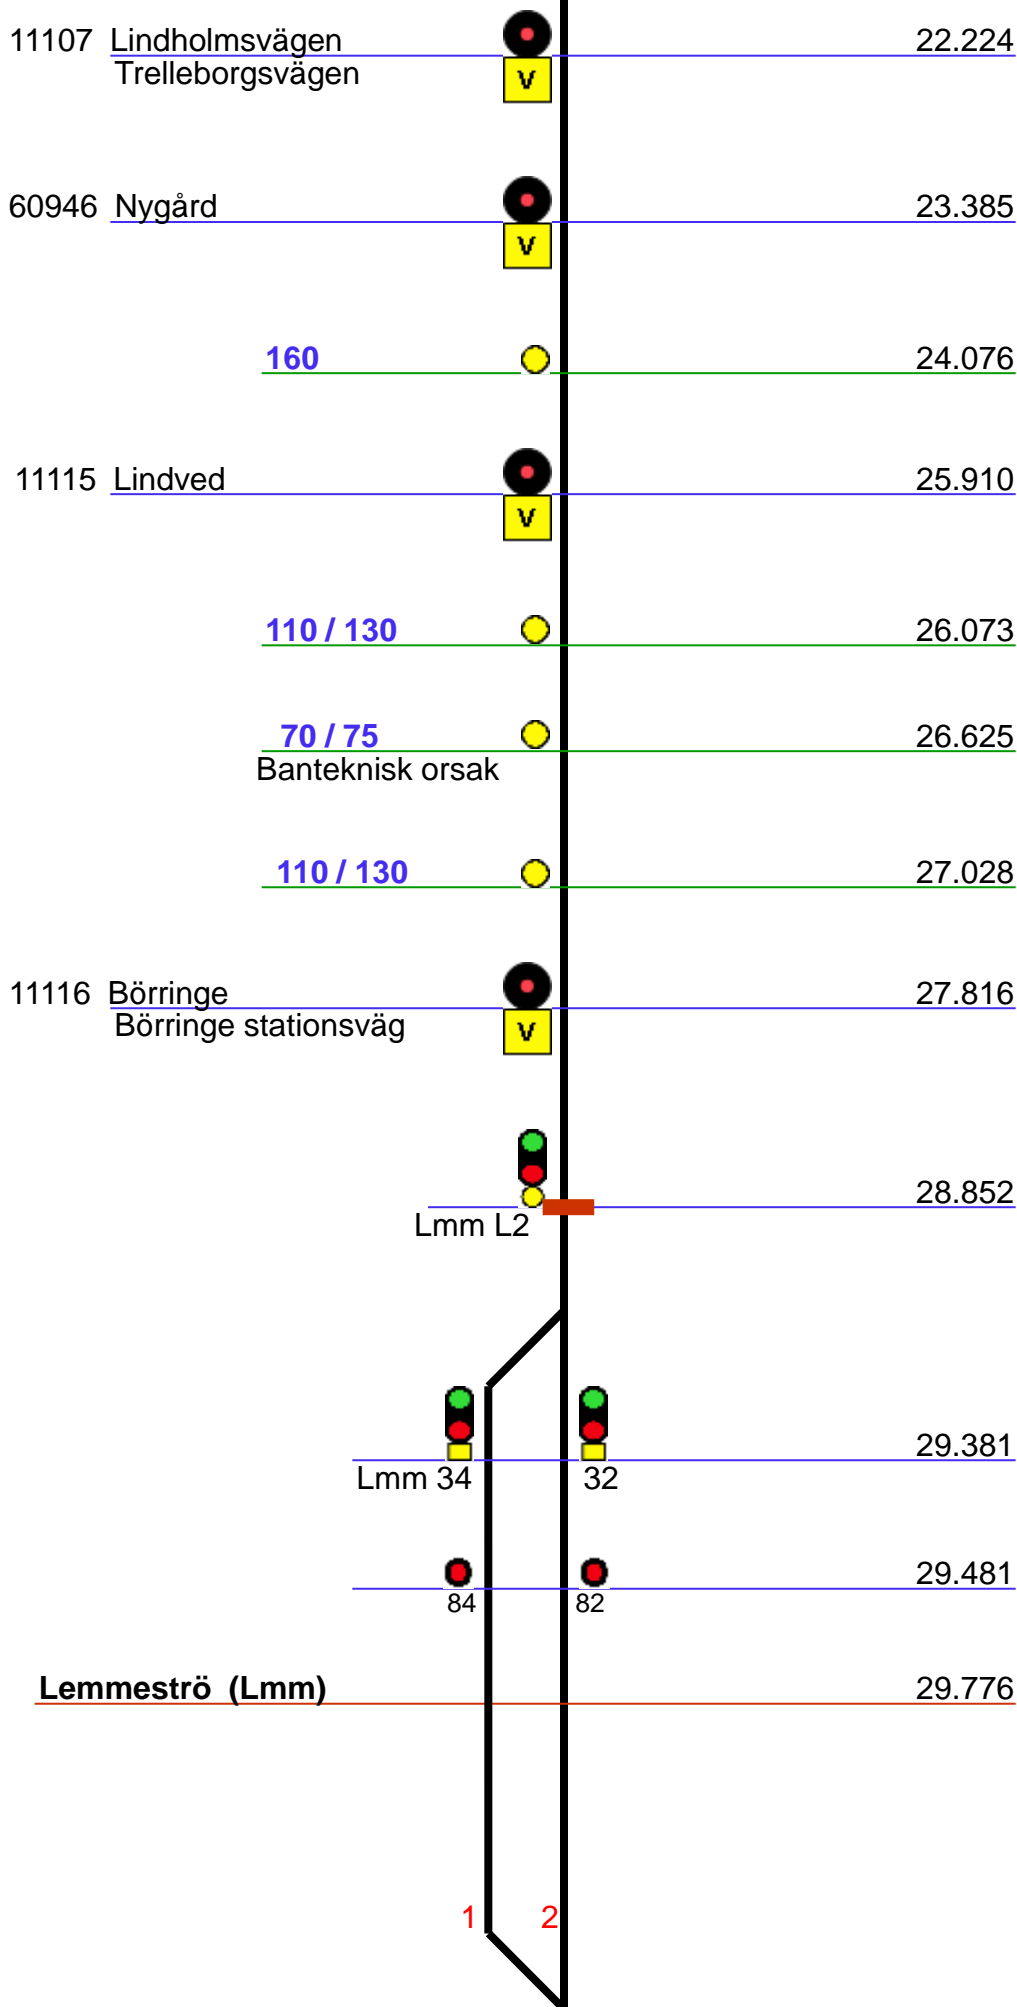 11107 Lindholmsvägen 22.224
Trelleborgsvägen
V
60946 Nygård 23.385
V
160 24.076
11115 Lindved 25.910
V
110 / 130 26.073
70 / 75 26.625
Banteknisk orsak
110 / 130 27.028
11116 Börringe 27.816
Börringe stationsväg
V
28.852
Lmm L2
29.381
Lmm 34 32
29.481
84 82
Lemmeströ (Lmm) 29.776
1 2